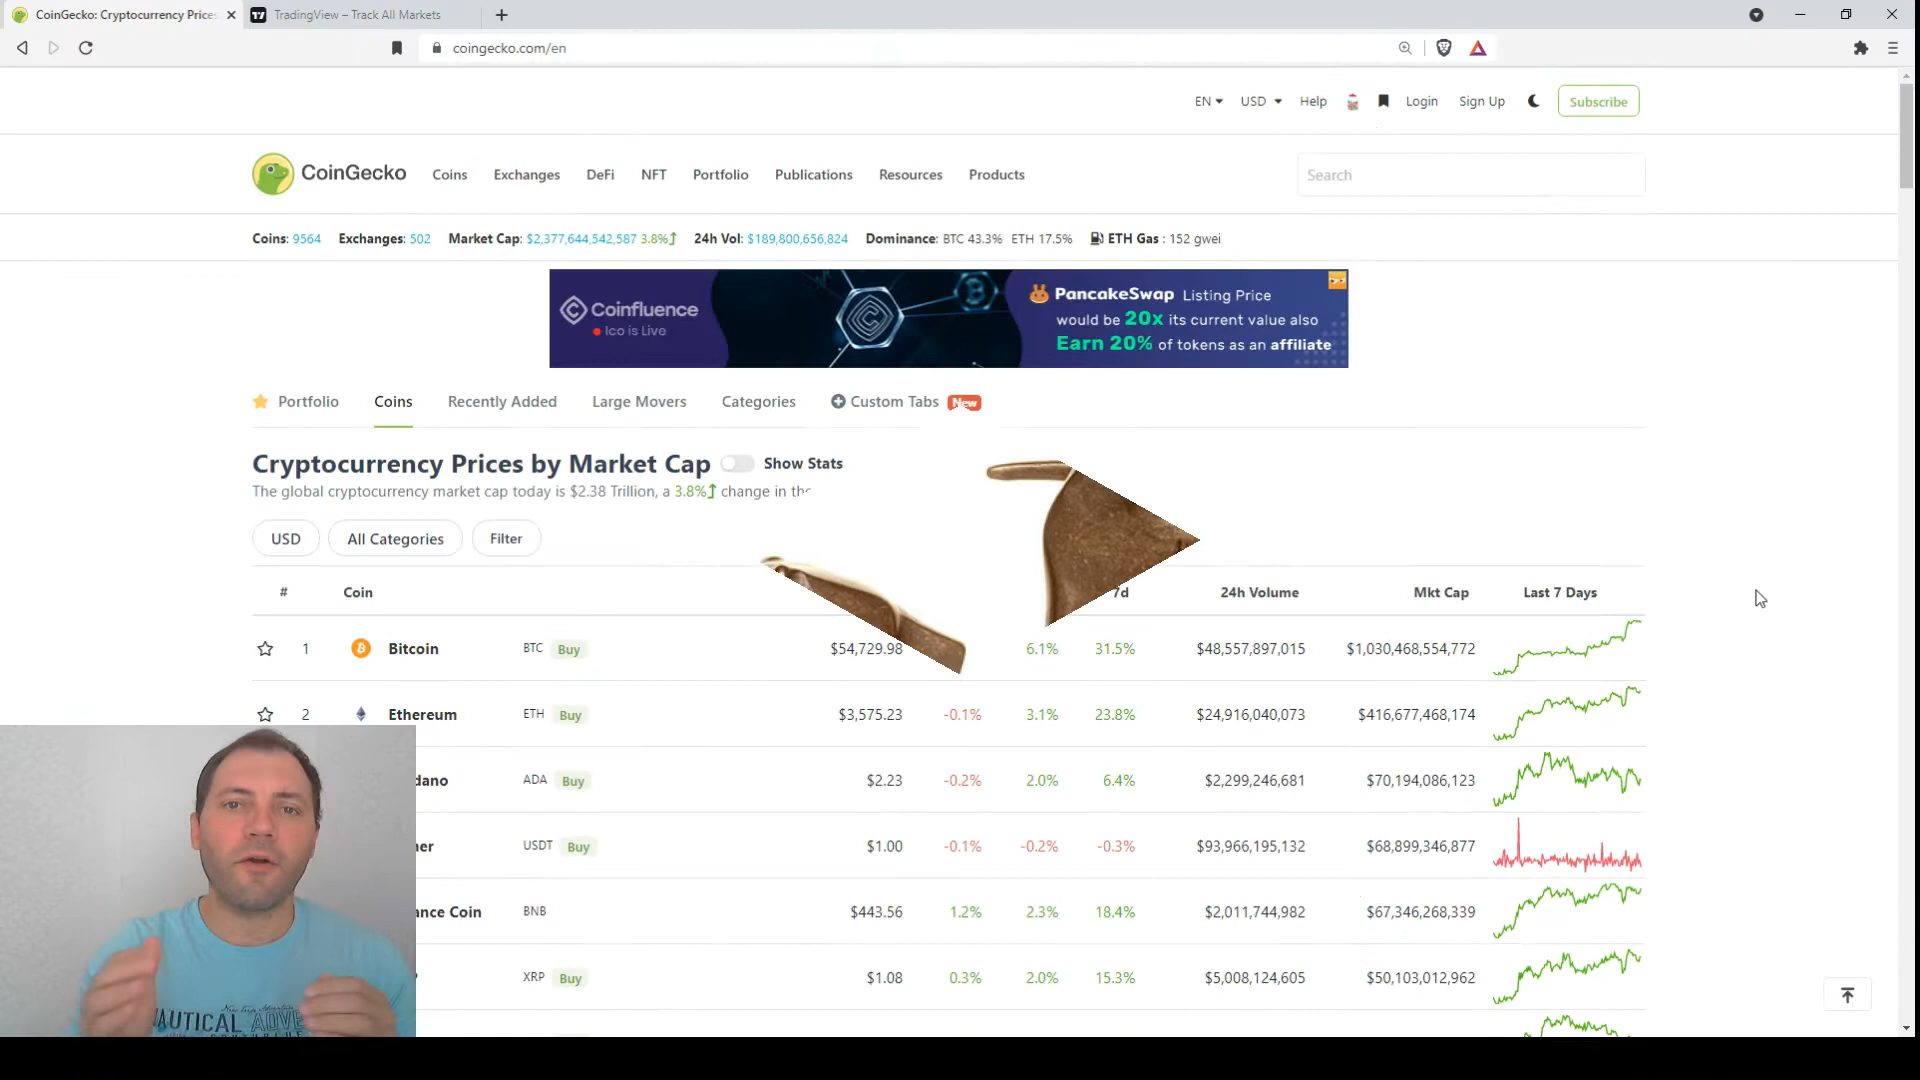 CoinGecko: Cryptocurrency Prices
TradingView – Track All Markets
coingecko.com/en
EN USD Help Login Sign Up Subscribe
CoinGecko Coins Exchanges DeFi NFT Portfolio Publications Resources Products Search
Coins: 9564 Exchanges: 502 Market Cap: $2,377,644,542,587 3.8% 24h Vol: $189,800,656,824 Dominance: BTC 43.3% ETH 17.5% ETH Gas : 152 gwei
Coinfluence
Ico is Live
PancakeSwap Listing Price
would be 20x its current value also
Earn 20% of tokens as an affiliate
Portfolio Coins Recently Added Large Movers Categories Custom Tabs New
Cryptocurrency Prices by Market Cap Show Stats
The global cryptocurrency market cap today is $2.38 Trillion, a 3.8% change in the
USD All Categories Filter
# Coin 7d 24h Volume Mkt Cap Last 7 Days
1 Bitcoin BTC Buy $54,729.98 6.1% 31.5% $48,557,897,015 $1,030,468,554,772
2 Ethereum ETH Buy $3,575.23 -0.1% 3.1% 23.8% $24,916,040,073 $416,677,468,174
dano ADA Buy $2.23 -0.2% 2.0% 6.4% $2,299,246,681 $70,194,086,123
er USDT Buy $1.00 -0.1% -0.2% -0.3% $93,966,195,132 $68,899,346,877
ance Coin BNB $443.56 1.2% 2.3% 18.4% $2,011,744,982 $67,346,268,339
XRP Buy $1.08 0.3% 2.0% 15.3% $5,008,124,605 $50,103,012,962
AUTICAL ADVE